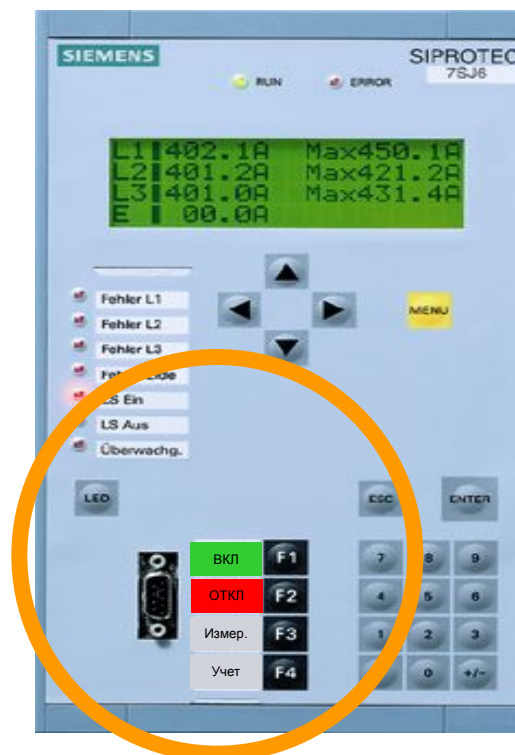 SIEMENS
SIPROTEC
7SJ6
RUN
ERROR
L1 402.1A Max450.1A
L2 401.2A Max421.2A
L3 401.0A Max431.4A
E 00.0A
Fehler L1
Fehler L2
MENU
Fehler L3
LS Ein
LS Aus
Überwachg.
LED
ESC
ENTER
ВКЛ F1 7 8 9
ОТКЛ F2 4 5 6
Измер. F3 1 2 3
Учет F4 0 +/-